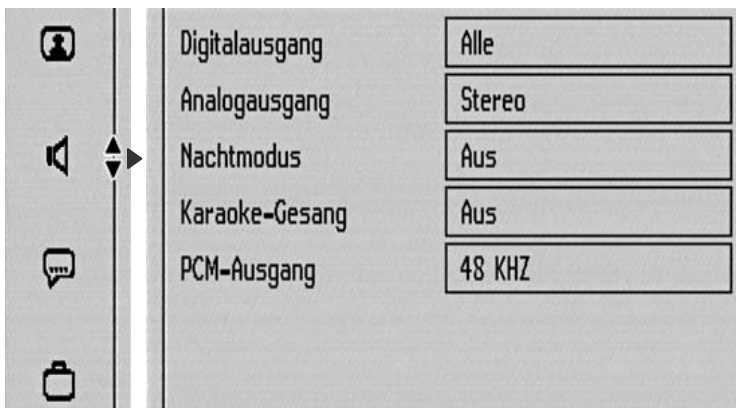 Digitalausgang Alle
Analogausgang Stereo
Nachtmodus Aus
Karaoke-Gesang Aus
PCM-Ausgang 48 KHZ